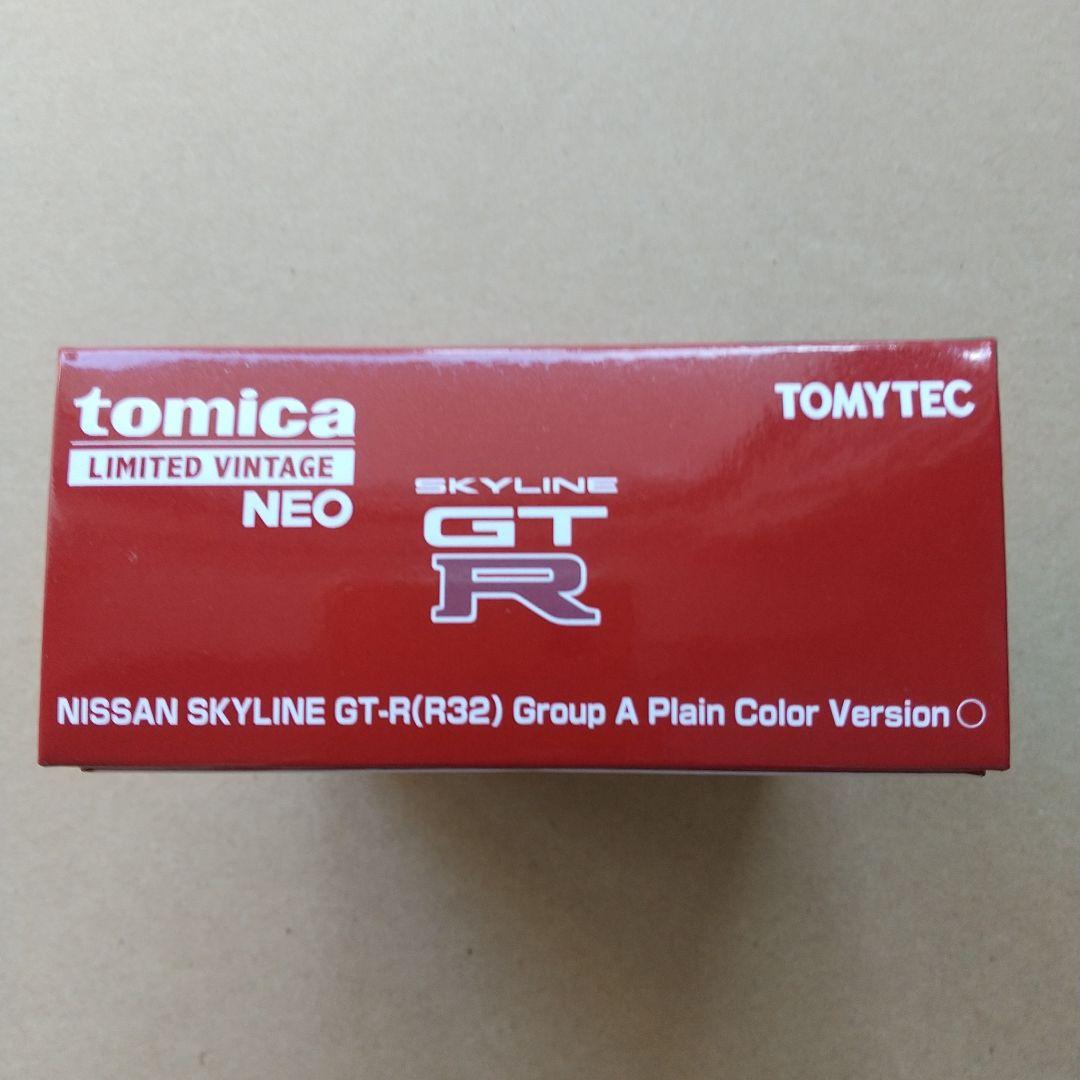 tomica
LIMITED VINTAGE
NEO
TOMYTEC
SKYLINE
GT
R
NISSAN SKYLINE GT-R(R32) Group A Plain Color Version